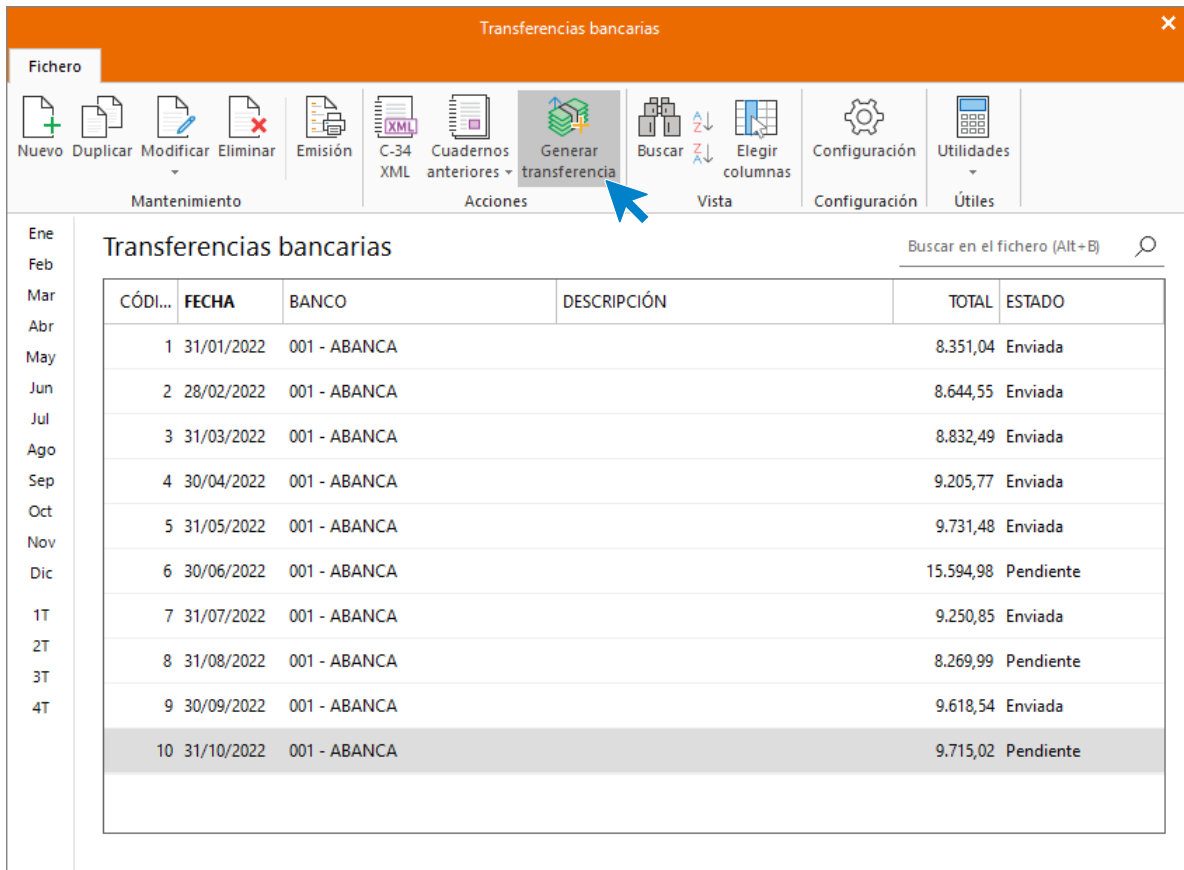 Transferencias bancarias
Fichero
Nuevo Duplicar Modificar Eliminar Emisión C-34 XML Cuadernos anteriores Generar transferencia Buscar Elegir columnas Configuración Utilidades
Mantenimiento Acciones Vista Configuración Útiles
Ene
Feb
Mar
Abr
May
Jun
Jul
Ago
Sep
Oct
Nov
Dic
1T
2T
3T
4T
Transferencias bancarias Buscar en el fichero (Alt+B)
CÓDI... FECHA BANCO DESCRIPCIÓN TOTAL ESTADO
1 31/01/2022 001 - ABANCA 8.351,04 Enviada
2 28/02/2022 001 - ABANCA 8.644,55 Enviada
3 31/03/2022 001 - ABANCA 8.832,49 Enviada
4 30/04/2022 001 - ABANCA 9.205,77 Enviada
5 31/05/2022 001 - ABANCA 9.731,48 Enviada
6 30/06/2022 001 - ABANCA 15.594,98 Pendiente
7 31/07/2022 001 - ABANCA 9.250,85 Enviada
8 31/08/2022 001 - ABANCA 8.269,99 Pendiente
9 30/09/2022 001 - ABANCA 9.618,54 Enviada
10 31/10/2022 001 - ABANCA 9.715,02 Pendiente